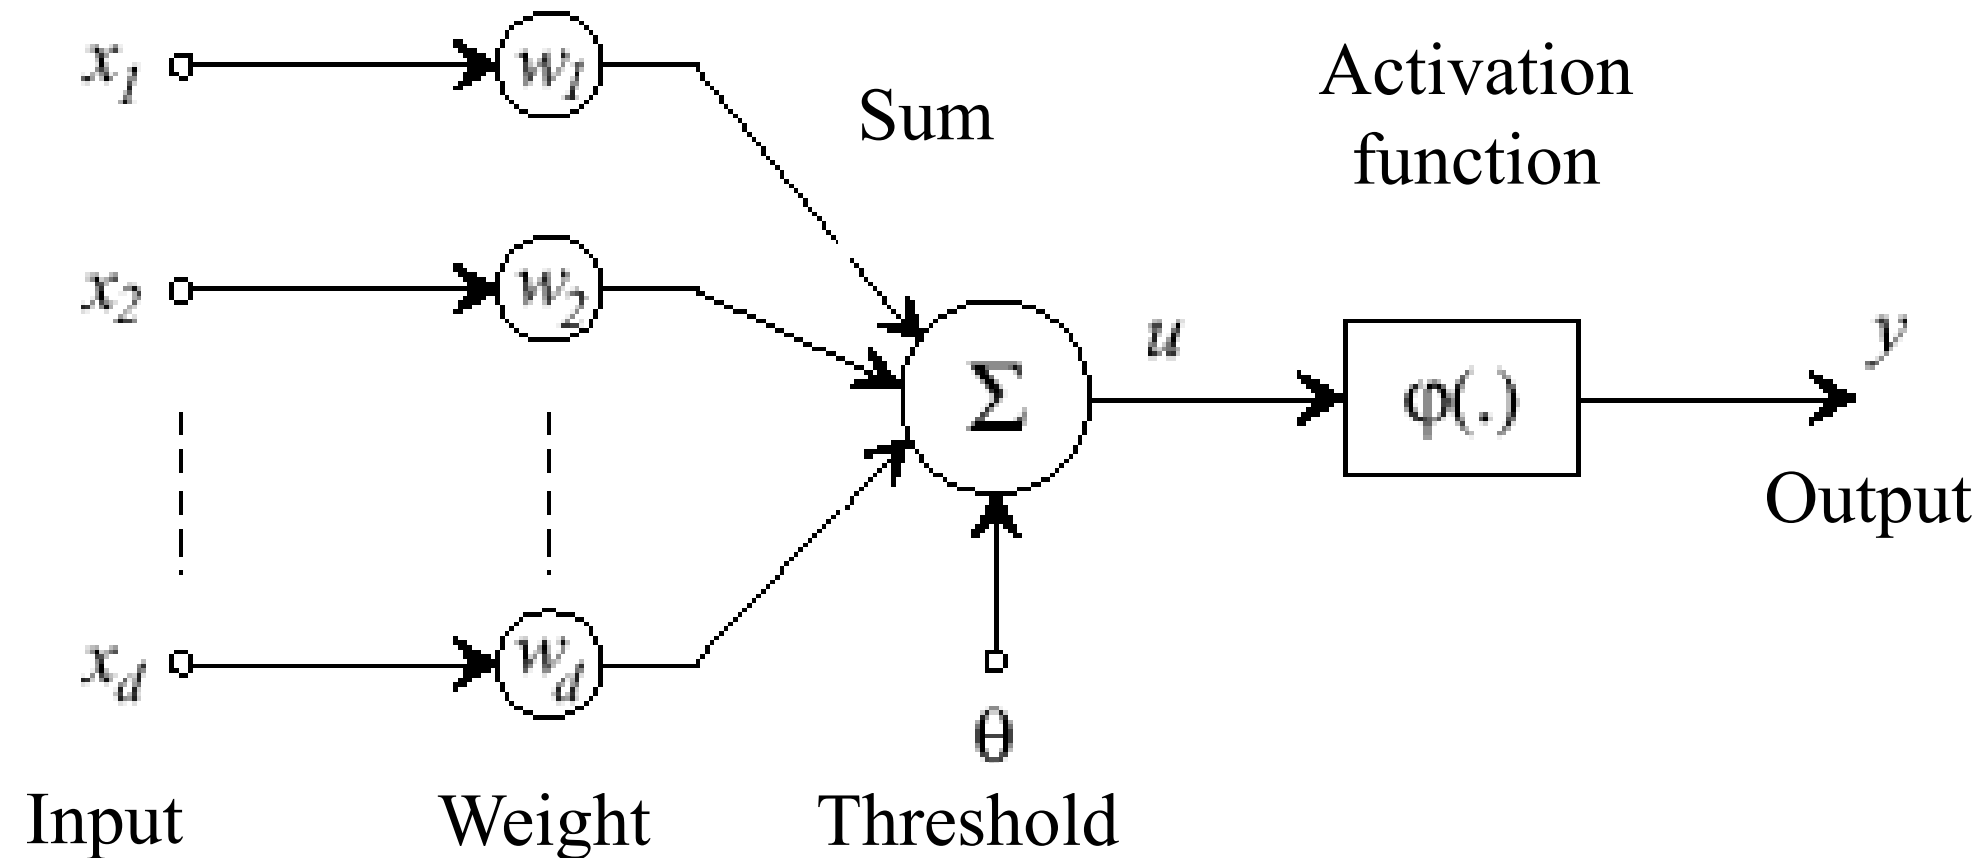 x1
w1
Sum
Activation
function
x2
w2
Σ
u
φ(.)
y
Output
xd
wd
θ
Input
Weight
Threshold